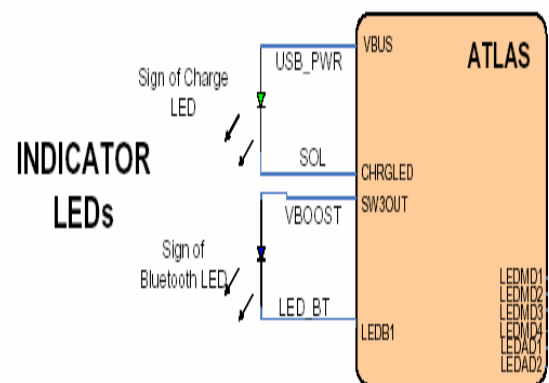 INDICATOR
LEDs
Sign of Charge
LED
USB_PWR
SOL
Sign of
Bluetooth LED
VBOOST
LED_BT
ATLAS
VBUS
CHRGLED
SW3OUT
LEDB1
LEDMD1
LEDMD2
LEDMD3
LEDMD4
LEDAD1
LEDAD2